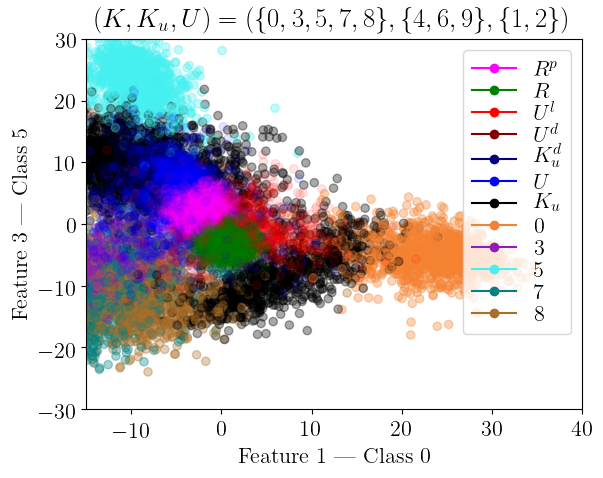 (K, K_u, U) = ({0, 3, 5, 7, 8}, {4, 6, 9}, {1, 2})
30
20
10
0
−10
−20
−30
Feature 3 — Class 5
R^p
R
U^l
U^d
K_u^d
U
K_u
0
3
5
7
8
−10
0
10
20
30
40
Feature 1 — Class 0